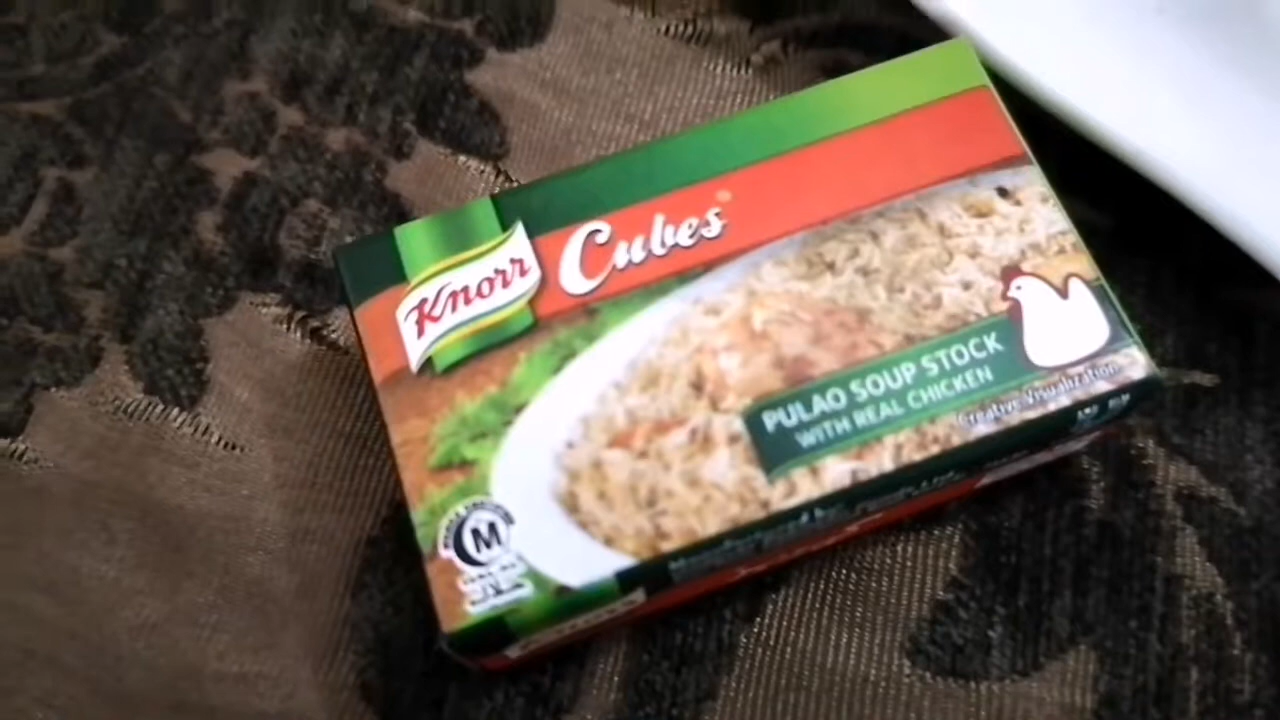 Knorr
Cubes
PULAO SOUP STOCK
WITH REAL CHICKEN
Creative Visualization
M